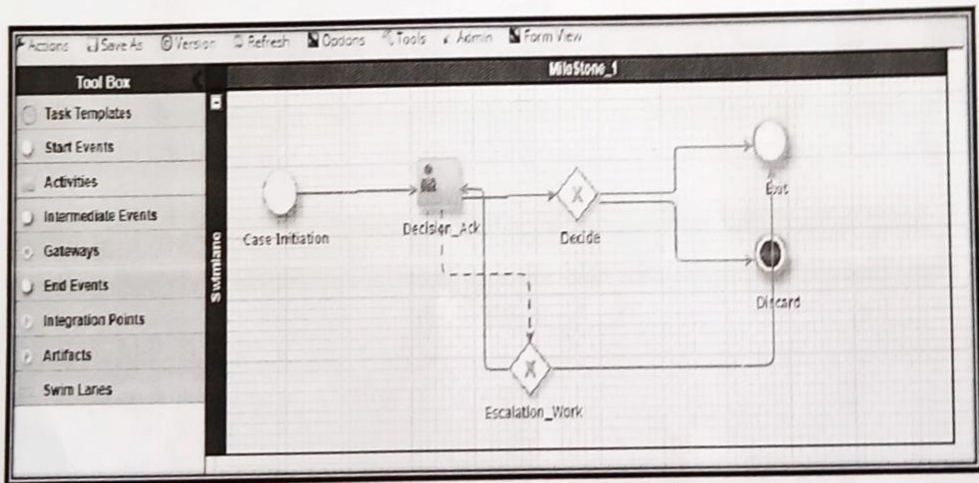 Actions Save As Version Refresh Options Tools Admin Form View
Tool Box
MileStone_1
Task Templates
Start Events
Activities
Intermediate Events
Gateways
End Events
Integration Points
Artifacts
Swim Lanes
Swimlane
Case Initiation
Decision_Ack
Decide
Exit
Discard
Escalation_Work